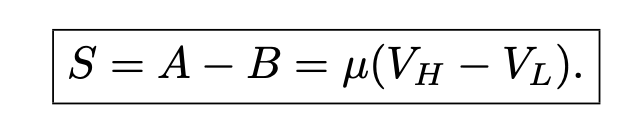 S = A − B = μ(V_H − V_L).